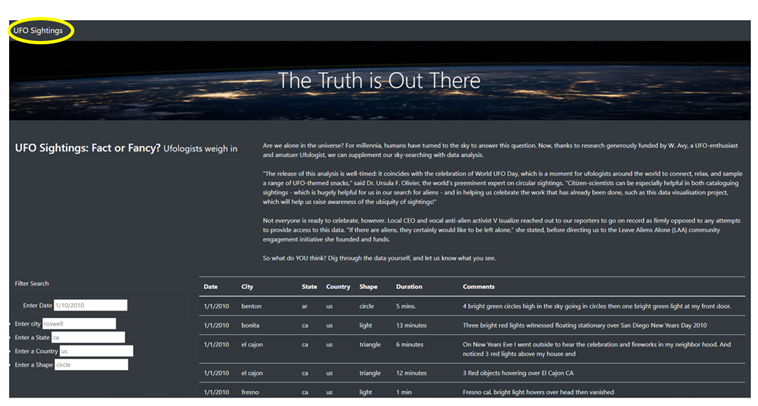 UFO Sightings
The Truth is Out There
UFO Sightings: Fact or Fancy? Ufologists weigh in
Are we alone in the universe? For millennia, humans have turned to the sky to answer this question. Now, thanks to research generously funded by W. Avy, a UFO-enthusiast
and amatuer Ufologist, we can supplement our sky-searching with data analysis.
"The release of this analysis is well-timed: it coincides with the celebration of World UFO Day, which is a moment for ufologists around the world to connect, relax, and sample
a range of UFO-themed snacks," said Dr. Ursula F. Olivier, the world's preeminent expert on circular sightings. "Citizen-scientists can be especially helpful in both cataloguing
sightings - which is hugely helpful for us in our search for aliens - and in helping us celebrate the work that has already been done, such as this data visualisation project,
which will help us raise awareness of the ubiquity of sightings!"
Not everyone is ready to celebrate, however. Local CEO and vocal anti-alien activist V Isualize reached out to our reporters to go on record as firmly opposed to any attempts
to provide access to this data. "If there are aliens, they certainly would like to be left alone," she stated, before directing us to the Leave Aliens Alone (LAA) community
engagement initiative she founded and funds.
So what do YOU think? Dig through the data yourself, and let us know what you see.
Filter Search
Enter Date 1/10/2010
Enter city roswell
Enter a State ca
Enter a Country us
Enter a Shape circle
Date City State Country Shape Duration Comments
1/1/2010 benton ar us circle 5 mins. 4 bright green circles high in the sky going in circles then one bright green light at my front door.
1/1/2010 bonita ca us light 13 minutes Three bright red lights witnessed floating stationary over San Diego New Years Day 2010
1/1/2010 el cajon ca us triangle 6 minutes On New Years Eve I went outside to hear the celebration and fireworks in my neighbor hood. And
noticed 3 red lights above my house and
1/1/2010 el cajon ca us triangle 12 minutes 3 Red objects hovering over El Cajon CA
1/1/2010 fresno ca us light 1 min Fresno cal. bright light hovers over head then vanished